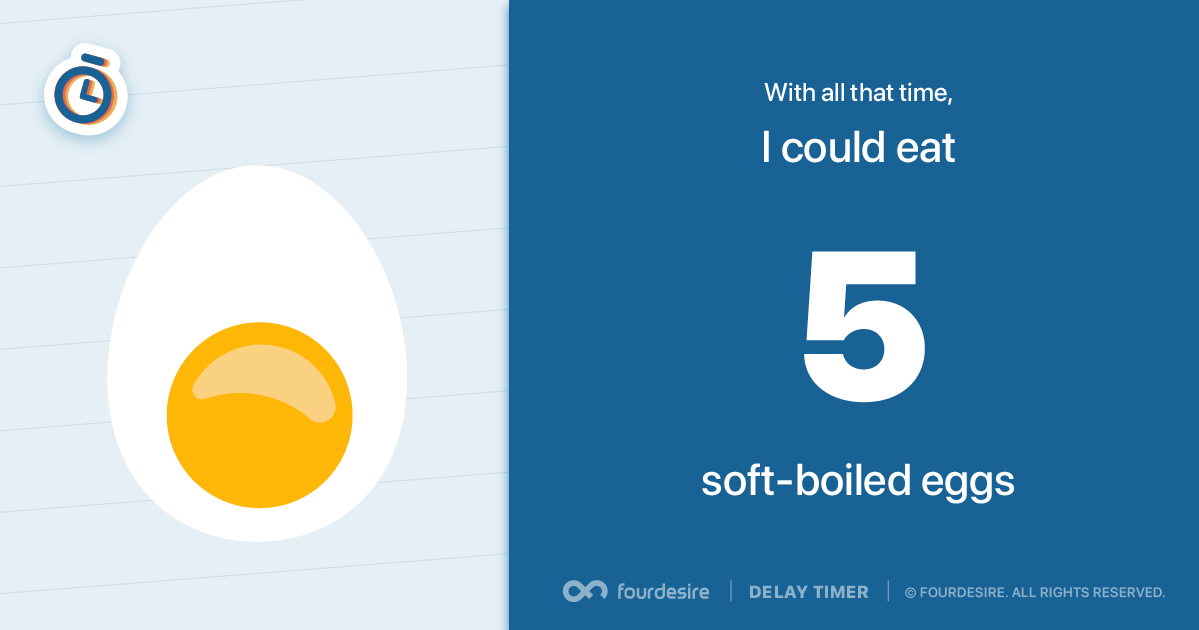 With all that time,
I could eat
5
soft-boiled eggs
fourdesire | DELAY TIMER | © FOURDESIRE. ALL RIGHTS RESERVED.